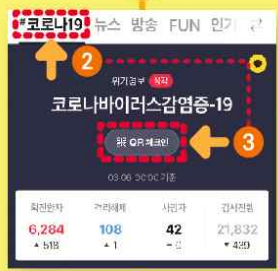 #코로나19 뉴스 방송 FUN 인기
2
위기경보 심각
코로나바이러스감염증-19
QR 체크인
3
03.06 00:00 기준
확진환자 격리해제 사망자 검사진행
6,284 108 42 21,832
▲ 518 ▲ 1 - 0 ▼ 439